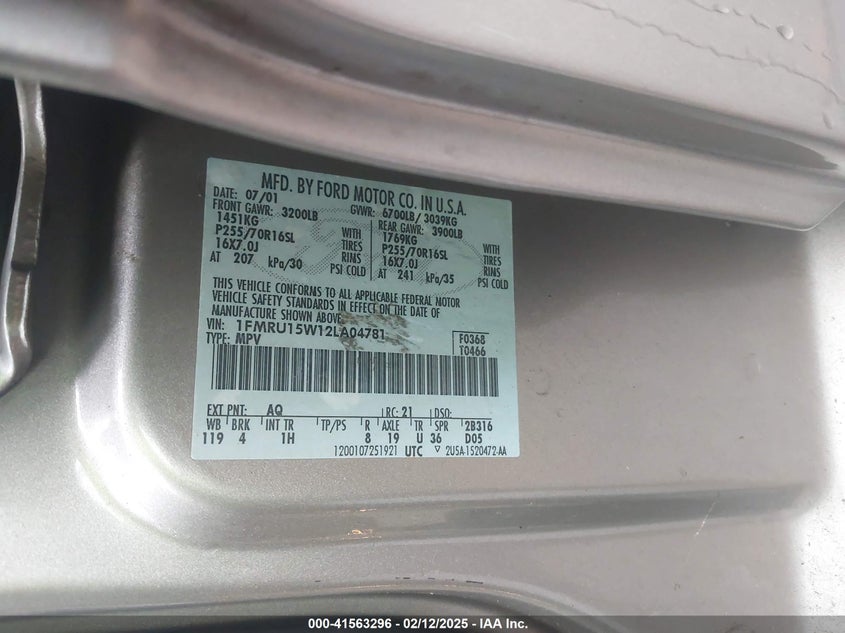 MFD. BY FORD MOTOR CO. IN U.S.A.
DATE: 07/01 GVWR: 6700LB/ 3039KG
FRONT GAWR: 3200LB REAR GAWR: 3900LB
1451KG WITH 1769KG WITH
P255/70R16SL TIRES P255/70R16SL TIRES
16X7.0J RIMS 16X7.0J RIMS
AT 207 kPa/30 PSI COLD AT 241 kPa/35 PSI COLD
THIS VEHICLE CONFORMS TO ALL APPLICABLE FEDERAL MOTOR
VEHICLE SAFETY STANDARDS IN EFFECT ON THE DATE OF
MANUFACTURE SHOWN ABOVE.
VIN: 1FMRU15W12LA04781 F0368
TYPE: MPV T0466
EXT PNT: AQ RC: 21 DSO:
WB BRK INT TR TP/PS R AXLE TR SPR 2B316
119 4 1H 8 19 U 36 D05
1200107251921 UTC ▽ 2USA-1520472-AA
000-41563296 - 02/12/2025 - IAA Inc.